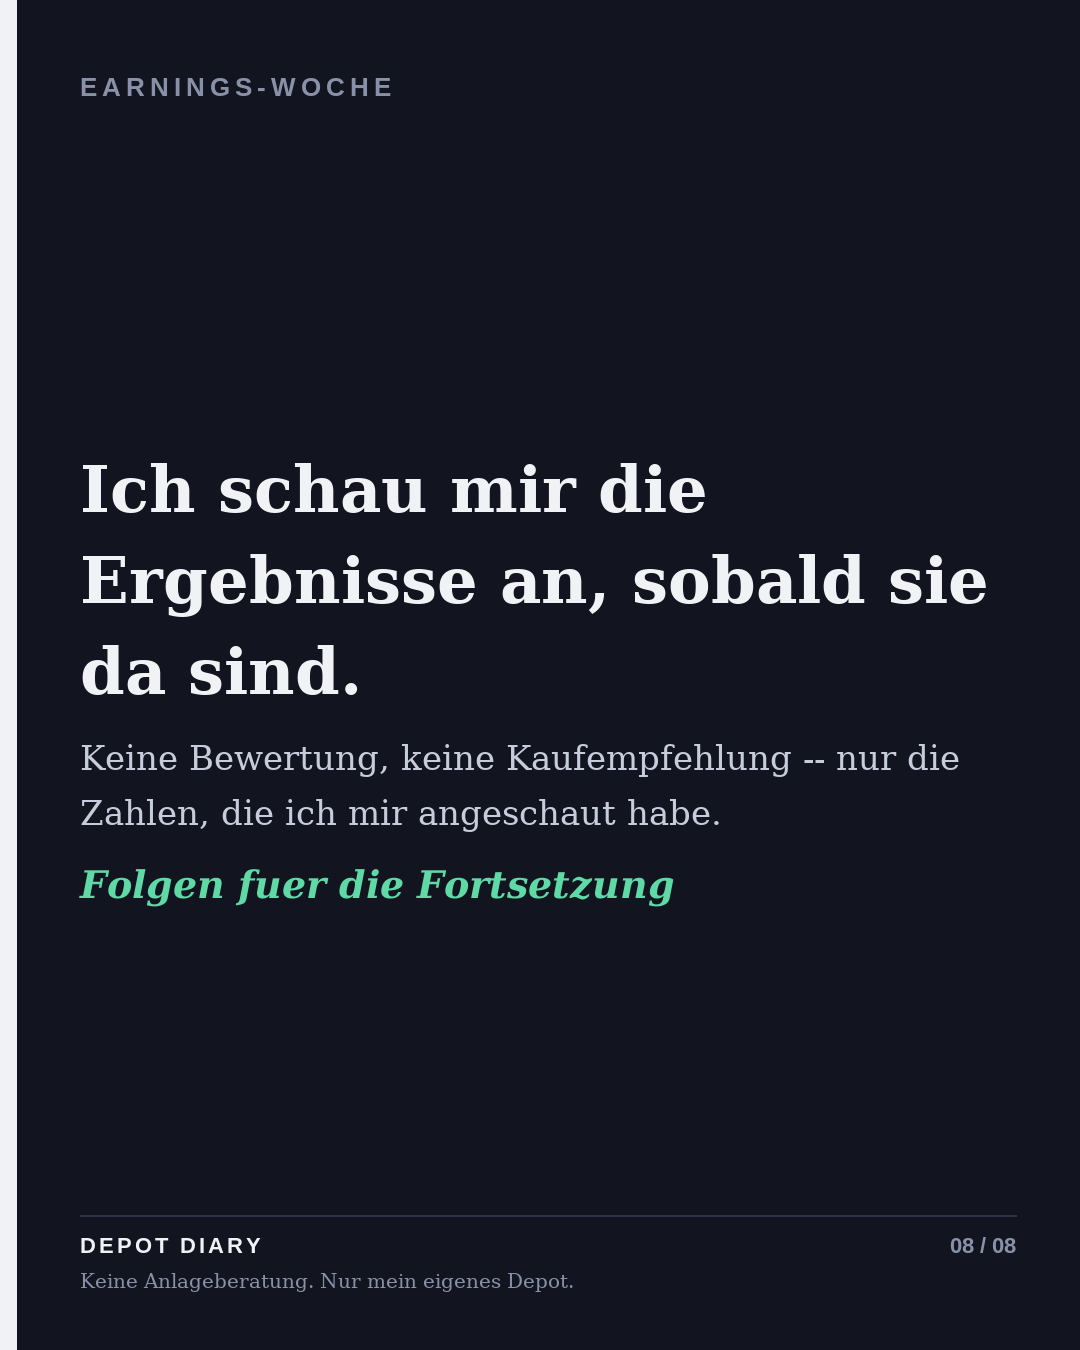 EARNINGS-WOCHE
Ich schau mir die
Ergebnisse an, sobald sie
da sind.
Keine Bewertung, keine Kaufempfehlung -- nur die
Zahlen, die ich mir angeschaut habe.
Folgen fuer die Fortsetzung
DEPOT DIARY
08 / 08
Keine Anlageberatung. Nur mein eigenes Depot.